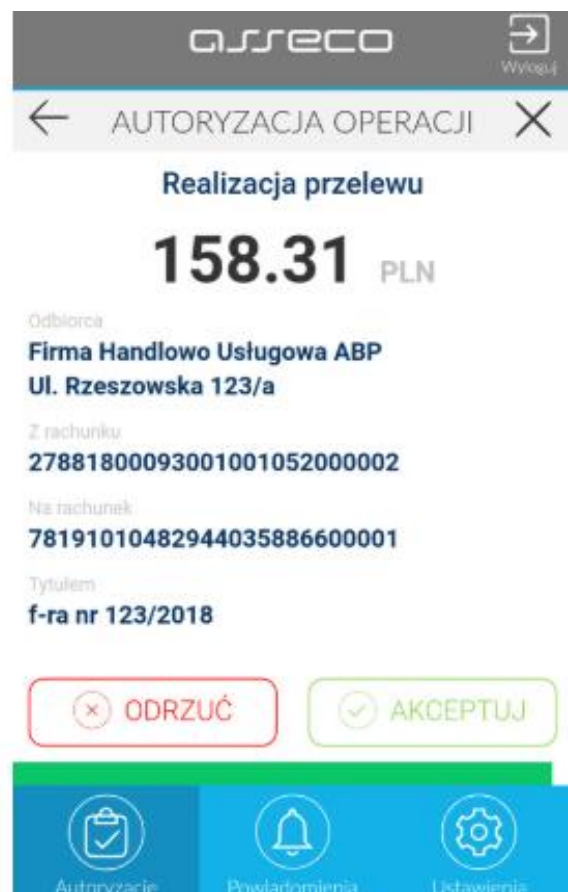 asseco
Wyloguj
AUTORYZACJA OPERACJI
Realizacja przelewu
158.31 PLN
Odbiorca
Firma Handlowo Usługowa ABP
Ul. Rzeszowska 123/a
Z rachunku
27881800093001001052000002
Na rachunek
78191010482944035886600001
Tytułem
f-ra nr 123/2018
ODRZUĆ
AKCEPTUJ
Autoryzacje
Powiadomienia
Ustawienia